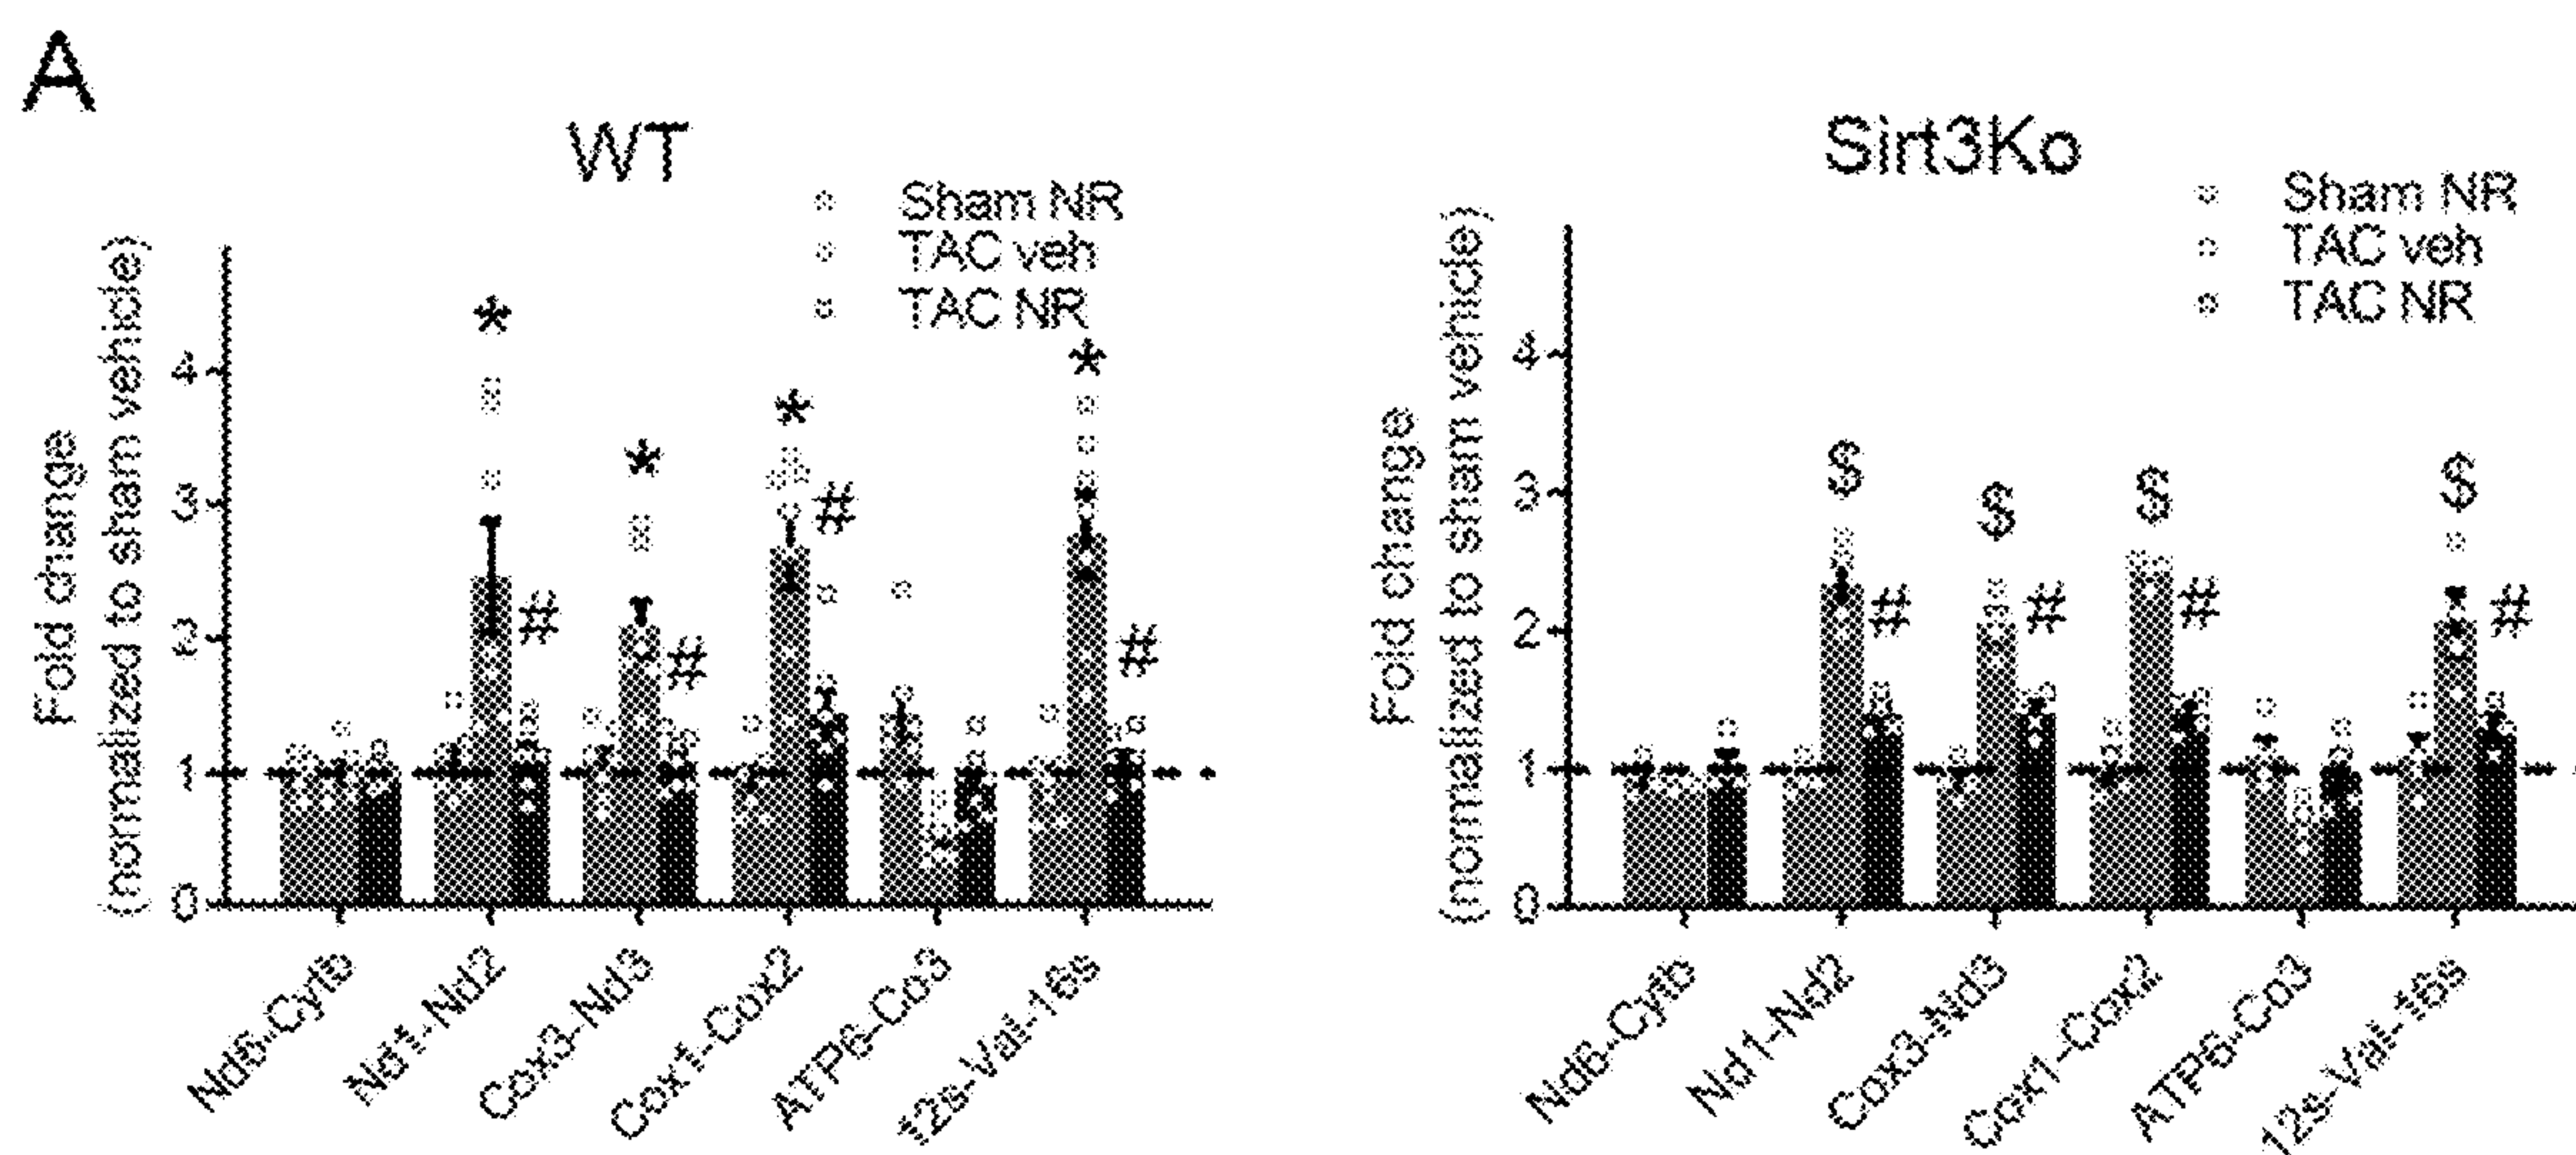 A
WT
Sham NR
TAC veh
TAC NR
Fold change
(normalized to sham vehicle)
4
3
2
1
0
*
*
*
*
#
#
#
#
Nd6-Cytb
Nd1-Nd2
Cox3-Nd3
Cox1-Cox2
ATP6-Co3
12s-Val-16s
Sirt3Ko
Sham NR
TAC veh
TAC NR
Fold change
(normalized to sham vehicle)
4
3
2
1
0
$
$
$
$
#
#
#
#
Nd6-Cytb
Nd1-Nd2
Cox3-Nd3
Cox1-Cox2
ATP6-Co3
12s-Val-16s